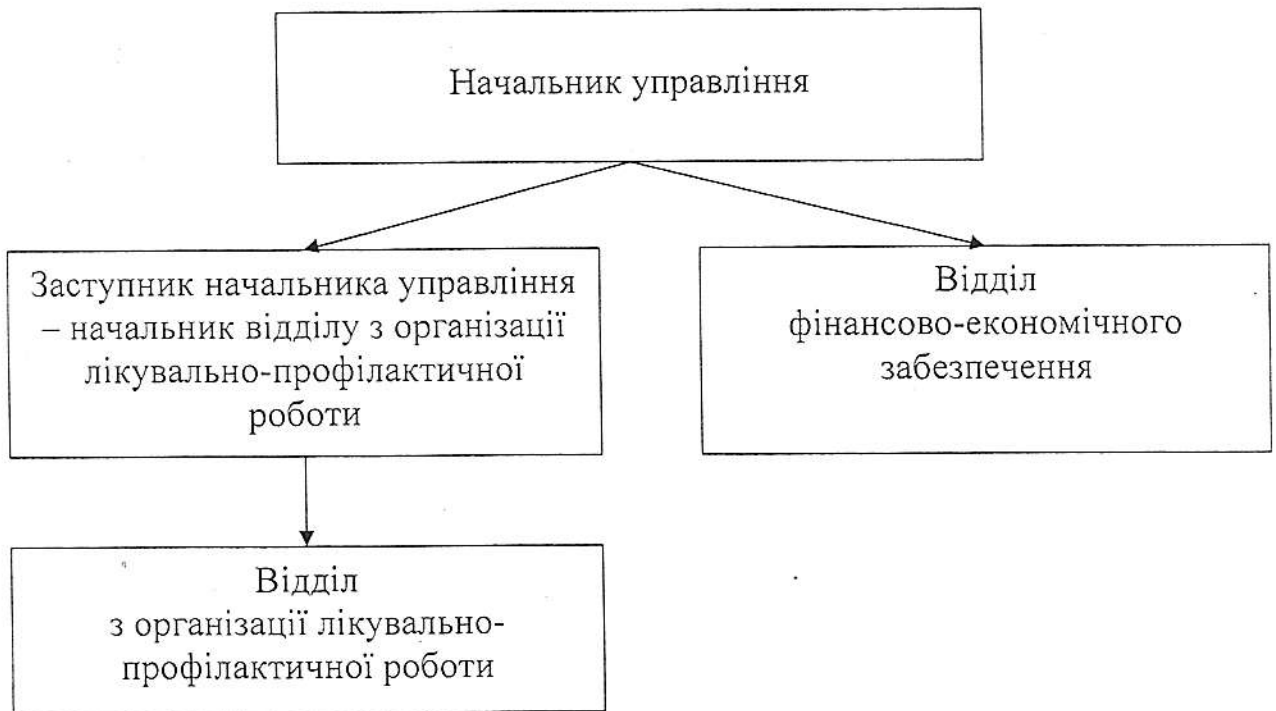 Начальник управління
Заступник начальника управління
– начальник відділу з організації
лікувально-профілактичної
роботи
Відділ
фінансово-економічного
забезпечення
Відділ
з організації лікувально-
профілактичної роботи